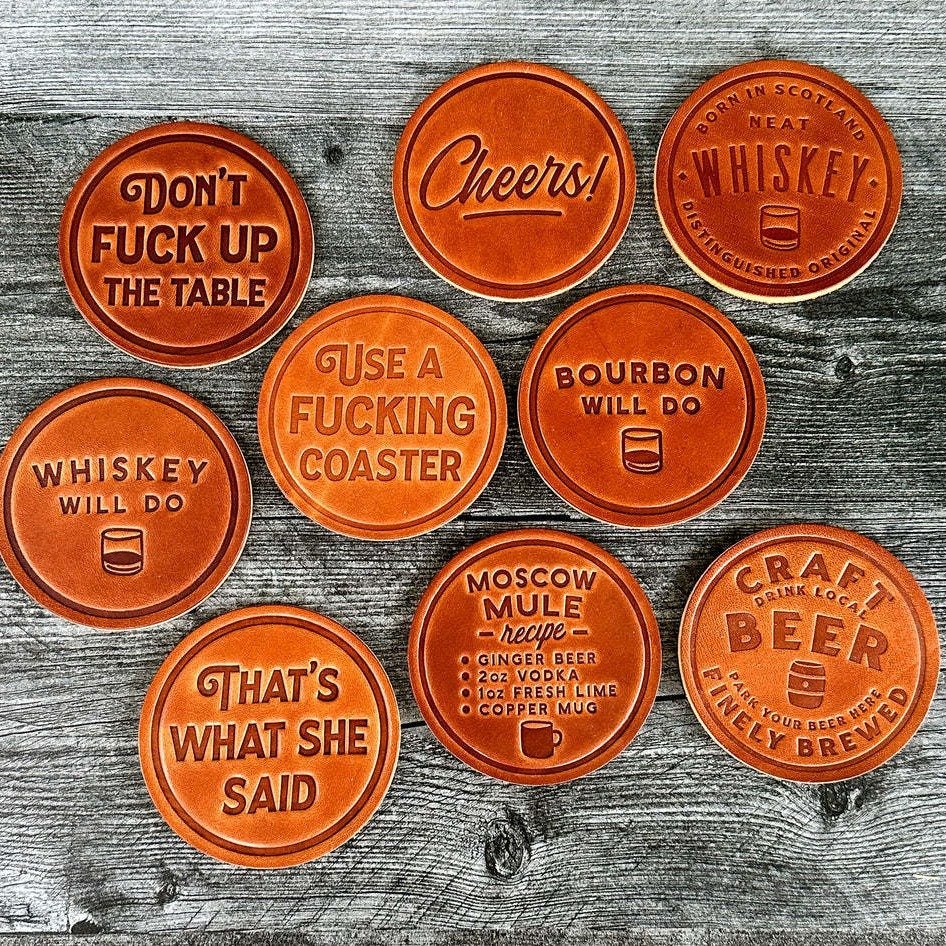 DON'T
FUCK UP
THE TABLE
Cheers!
BORN IN SCOTLAND
NEAT
WHISKEY
DISTINGUISHED ORIGINAL
USE A
FUCKING
COASTER
BOURBON
WILL DO
WHISKEY
WILL DO
THAT'S
WHAT SHE
SAID
MOSCOW
MULE
- recipe -
• GINGER BEER
• 2oz VODKA
• 1oz FRESH LIME
• COPPER MUG
CRAFT
DRINK LOCAL
BEER
PARK YOUR BEER HERE
FINELY BREWED